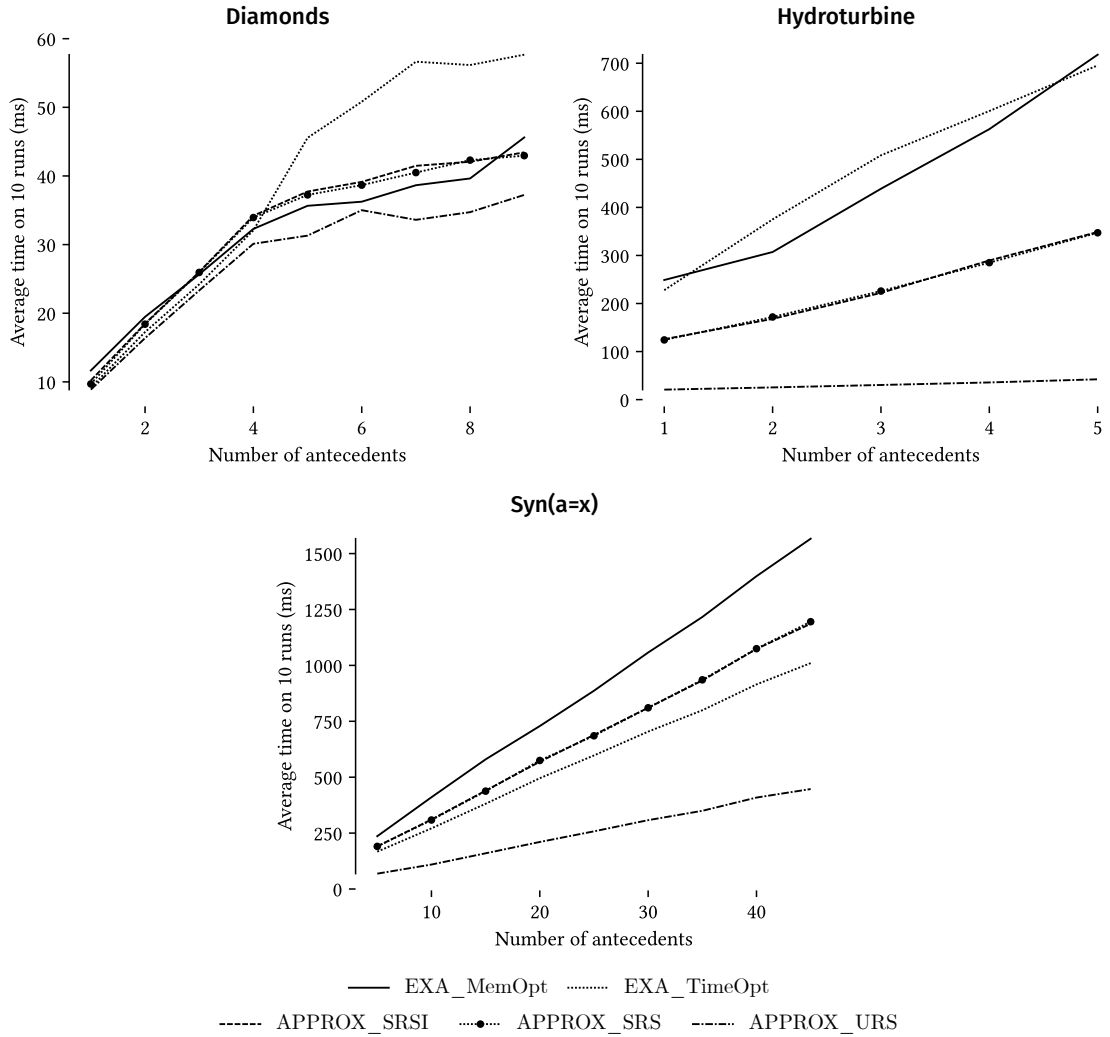 Diamonds
60
50
40
30
20
10
Average time on 10 runs (ms)
2 4 6 8
Number of antecedents
Hydroturbine
700
600
500
400
300
200
100
0
Average time on 10 runs (ms)
1 2 3 4 5
Number of antecedents
Syn(a=x)
1500
1250
1000
750
500
250
0
Average time on 10 runs (ms)
10 20 30 40
Number of antecedents
EXA_MemOpt EXA_TimeOpt
APPROX_SRSI APPROX_SRS APPROX_URS